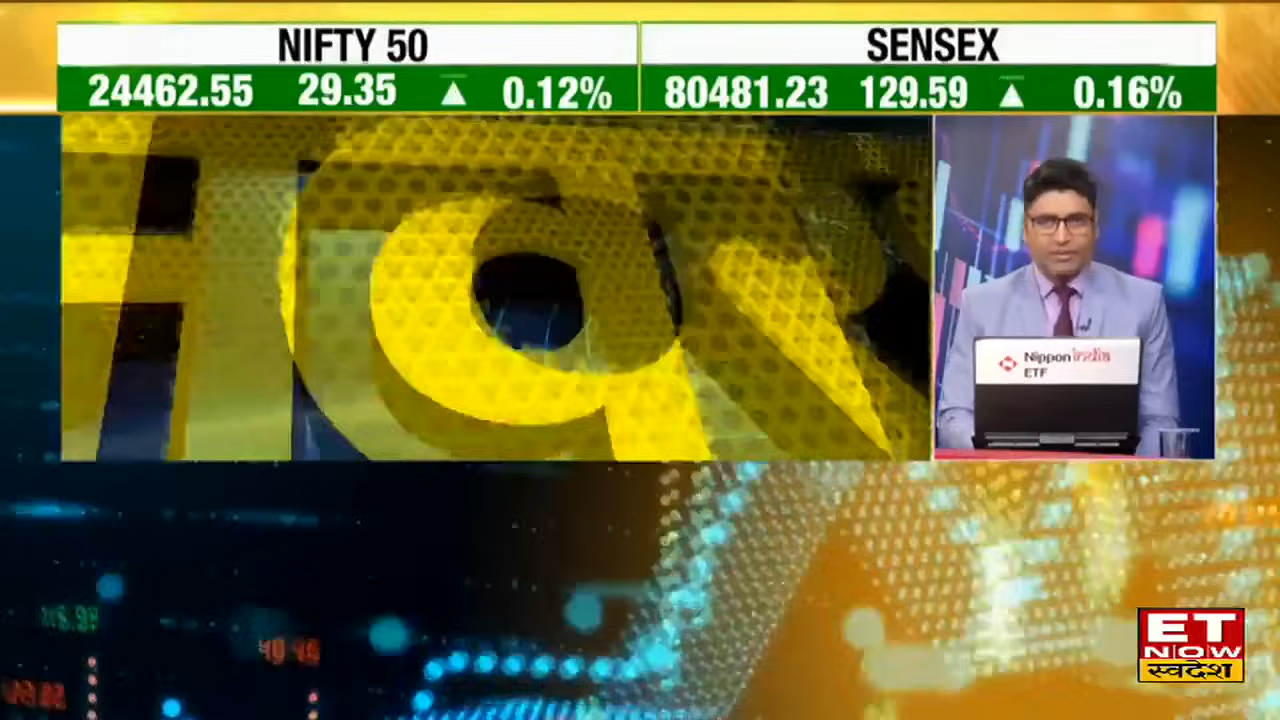 NIFTY 50
24462.55 29.35 ▲ 0.12%
SENSEX
80481.23 129.59 ▲ 0.16%
Nippon india
ETF
ET
NOW
स्वदेश